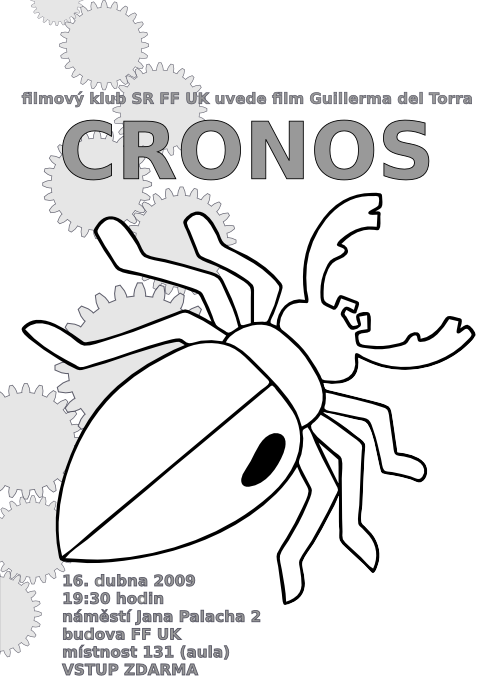 filmový klub SR FF UK uvede film Guillerma del Torra
CRONOS
16. dubna 2009
19:30 hodin
náměstí Jana Palacha 2
budova FF UK
místnost 131 (aula)
VSTUP ZDARMA